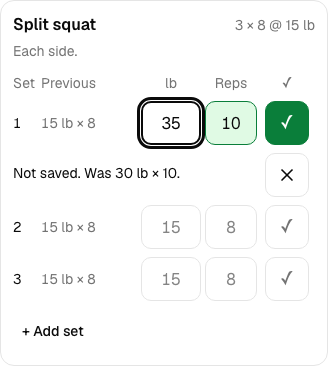 Split squat 3 × 8 @ 15 lb
Each side.
Set Previous lb Reps ✓
1 15 lb × 8 35 10 ✓
Not saved. Was 30 lb × 10. ×
2 15 lb × 8 15 8 ✓
3 15 lb × 8 15 8 ✓
+ Add set